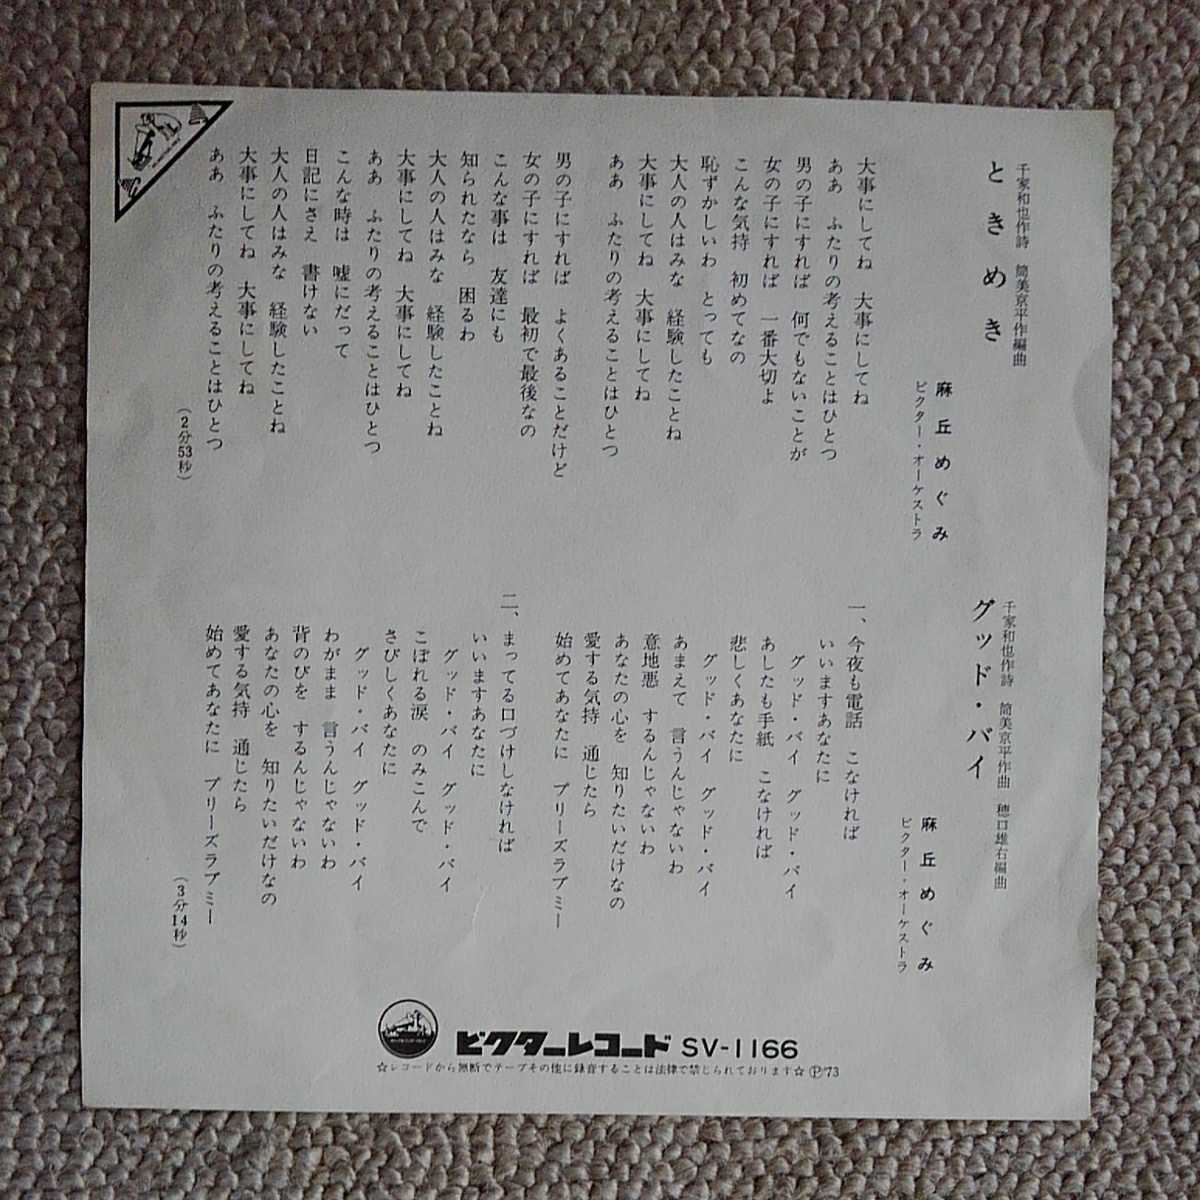 ときめき
千家和也作詩 筒美京平作編曲
麻丘めぐみ
ビクター・オーケストラ
大事にしてね 大事にしてね
ああ ふたりの考えることはひとつ
男の子にすれば 何でもないことが
女の子にすれば 一番大切よ
こんな気持 初めてなの
恥ずかしいわ とっても
大人の人はみな 経験したことね
大事にしてね 大事にしてね
ああ ふたりの考えることはひとつ
男の子にすれば よくあることだけど
女の子にすれば 最初で最後なの
こんな事は 友達にも
知られたなら 困るわ
大人の人はみな 経験したことね
大事にしてね 大事にしてね
ああ ふたりの考えることはひとつ
こんな時は 嘘にだって
日記にさえ 書けない
大人の人はみな 経験したことね
大事にしてね 大事にしてね
ああ ふたりの考えることはひとつ
(2分53秒)
千家和也作詩 筒美京平作曲 穂口雄右編曲
グッド・バイ
麻丘めぐみ
ビクター・オーケストラ
一、今夜も電話 こなければ
いいますあなたに
グッド・バイ グッド・バイ
あしたも手紙 こなければ
悲しくあなたに
グッド・バイ グッド・バイ
あまえて 言うんじゃないわ
意地悪 するんじゃないわ
あなたの心を 知りたいだけなの
愛する気持 通じたら
始めてあなたに プリーズラブミー
二、まってる口づけしなければ
いいますあなたに
グッド・バイ グッド・バイ
こぼれる涙 のみこんで
さびしくあなたに
グッド・バイ グッド・バイ
わがまま 言うんじゃないわ
背のびを するんじゃないわ
あなたの心を 知りたいだけなの
愛する気持 通じたら
始めてあなたに プリーズラブミー
(3分14秒)
ビクターレコード SV-1166
☆レコードから無断でテープその他に録音することは法律で禁じられております☆ Ⓟ'73